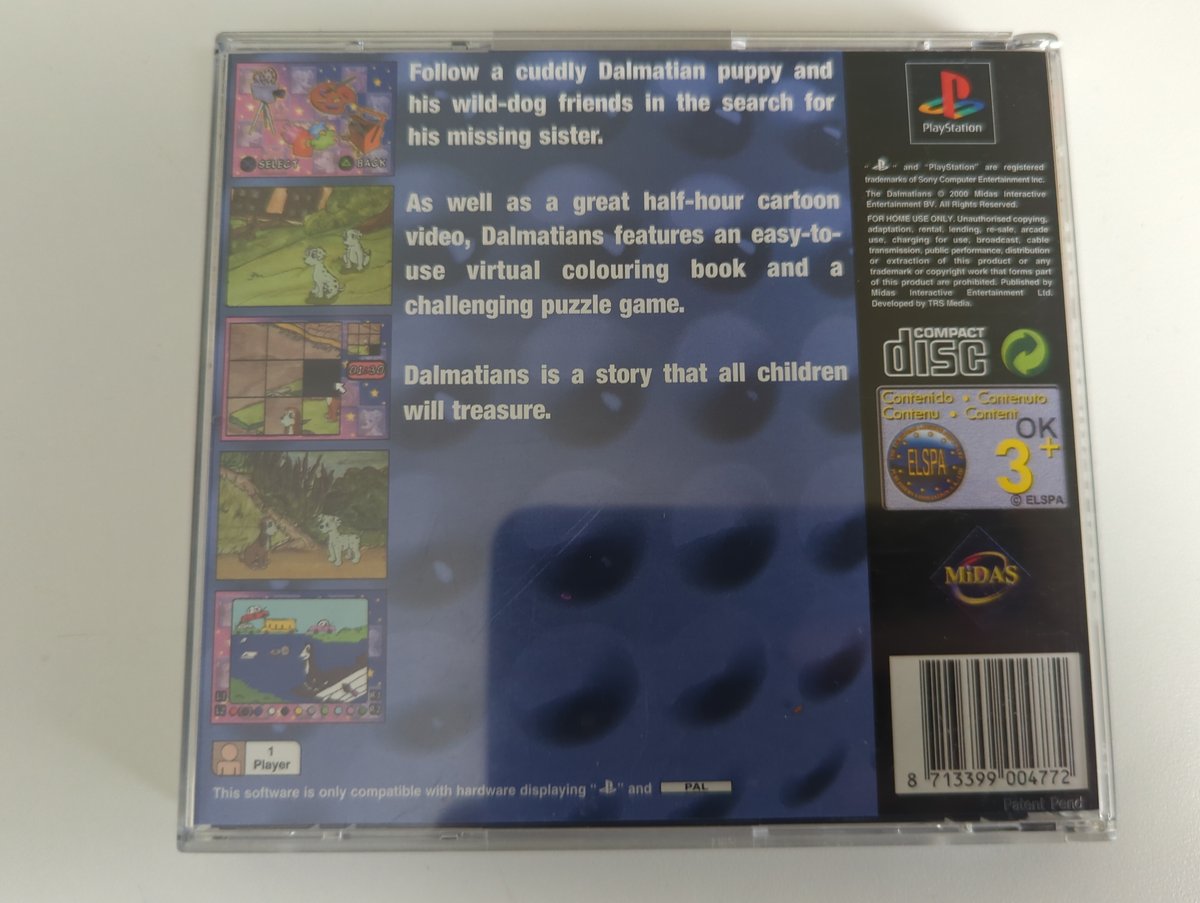 Follow a cuddly Dalmatian puppy and
his wild-dog friends in the search for
his missing sister.
As well as a great half-hour cartoon
video, Dalmatians features an easy-to-
use virtual colouring book and a
challenging puzzle game.
Dalmatians is a story that all children
will treasure.
SELECT BACK
01:30
1
Player
This software is only compatible with hardware displaying " " and PAL
PlayStation
" " and "PlayStation" are registered
trademarks of Sony Computer Entertainment Inc.
The Dalmatians © 2000 Midas Interactive
Entertainment BV. All Rights Reserved.
FOR HOME USE ONLY. Unauthorised copying,
adaptation, rental, lending, re-sale, arcade
use, charging for use, broadcast, cable
transmission, public performance, distribution
or extraction of this product or any
trademark or copyright work that forms part
of this product are prohibited. Published by
Midas Interactive Entertainment Ltd.
Developed by TRS Media.
COMPACT
disc
Contenido • Contenuto
Contenu • Content
OK
3+
ELSPA
© ELSPA
MiDAS
8 713399 004772
Patent Pend